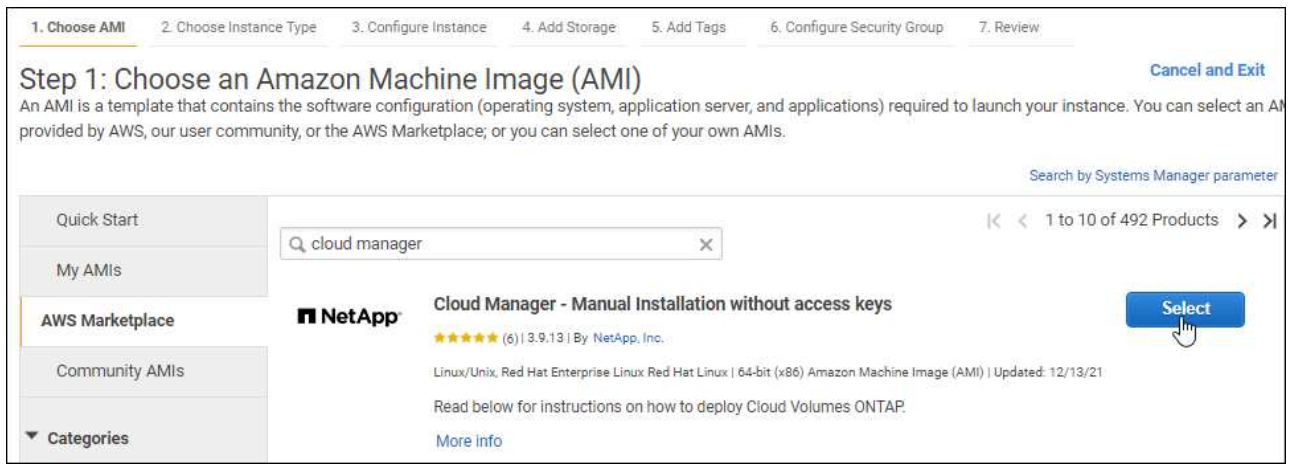 1. Choose AMI 2. Choose Instance Type 3. Configure Instance 4. Add Storage 5. Add Tags 6. Configure Security Group 7. Review
Step 1: Choose an Amazon Machine Image (AMI)
Cancel and Exit
An AMI is a template that contains the software configuration (operating system, application server, and applications) required to launch your instance. You can select an
provided by AWS, our user community, or the AWS Marketplace; or you can select one of your own AMIs.
Search by Systems Manager parameter
Quick Start
My AMIs
AWS Marketplace
Community AMIs
Categories
1 to 10 of 492 Products
cloud manager
NetApp
Cloud Manager - Manual Installation without access keys
(6) | 3.9.13 | By NetApp, Inc.
Linux/Unix, Red Hat Enterprise Linux Red Hat Linux | 64-bit (x86) Amazon Machine Image (AMI) | Updated: 12/13/21
Read below for instructions on how to deploy Cloud Volumes ONTAP.
More info
Select